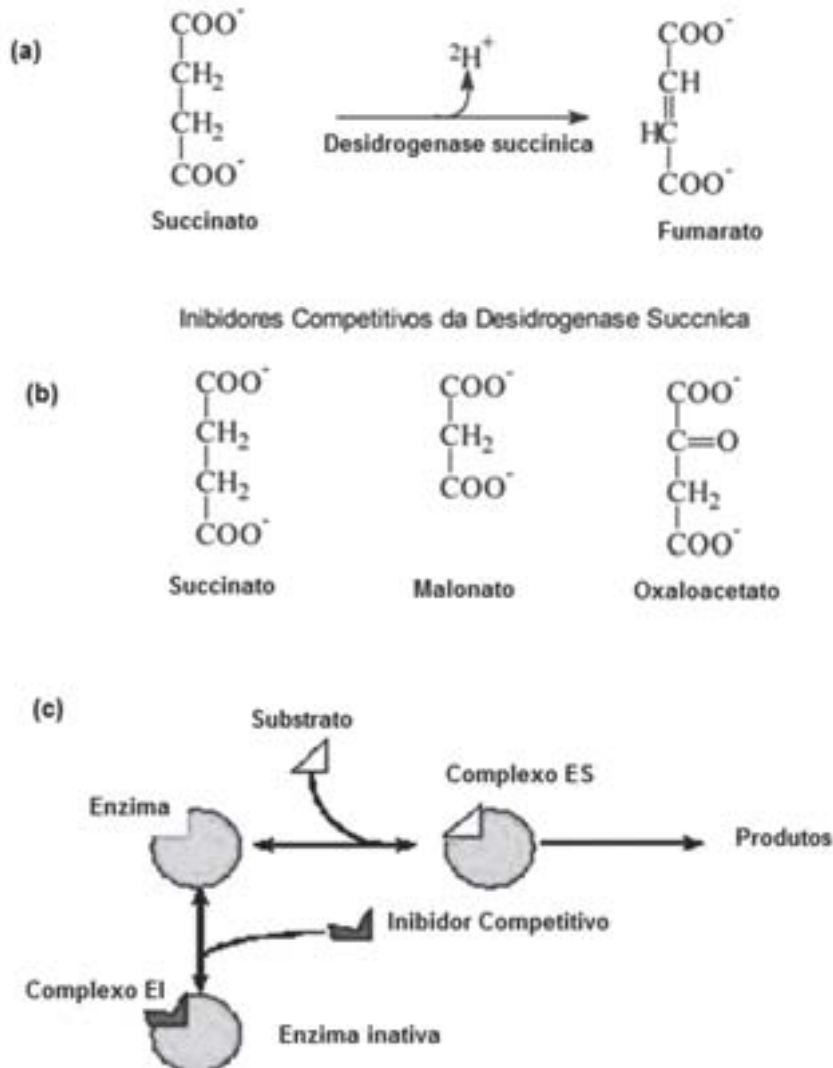 (a)
COO⁻
CH₂
CH₂
COO⁻
Succinato
²H⁺
Desidrogenase succínica
COO⁻
CH
HC
COO⁻
Fumarato
Inibidores Competitivos da Desidrogenase Succníca
(b)
COO⁻
CH₂
CH₂
COO⁻
Succinato
COO⁻
CH₂
COO⁻
Malonato
COO⁻
C=O
CH₂
COO⁻
Oxaloacetato
(c)
Substrato
Enzima
Complexo ES
Produtos
Inibidor Competitivo
Complexo EI
Enzima inativa